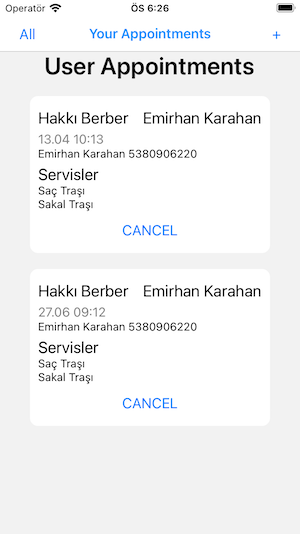 Operatör ÖS 6:26
All Your Appointments +
User Appointments
Hakkı Berber Emirhan Karahan
13.04 10:13
Emirhan Karahan 5380906220
Servisler
Saç Traşı
Sakal Traşı
CANCEL
Hakkı Berber Emirhan Karahan
27.06 09:12
Emirhan Karahan 5380906220
Servisler
Saç Traşı
Sakal Traşı
CANCEL